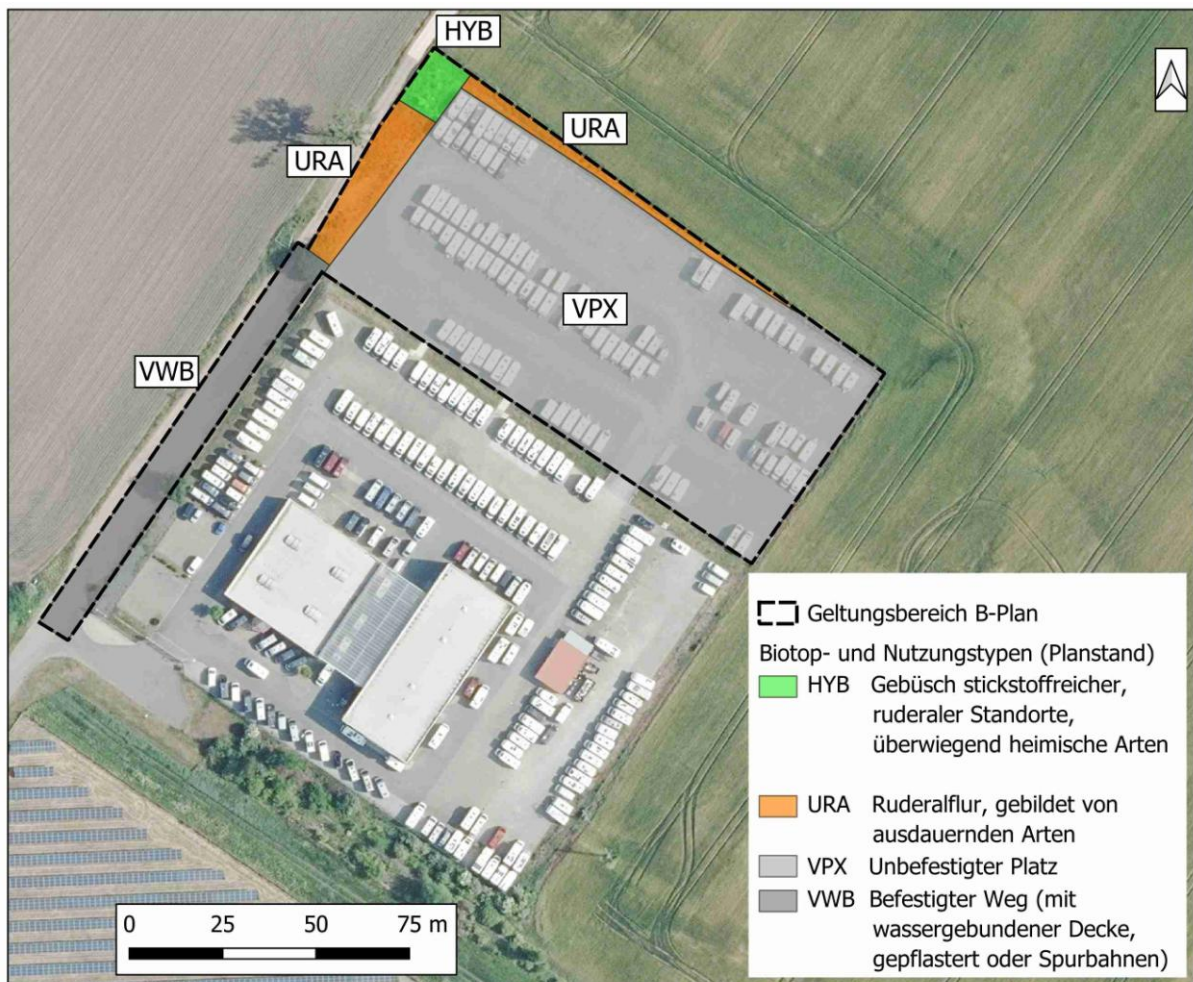 HYB
URA
URA
VPX
VWB
Geltungsbereich B-Plan
Biotop- und Nutzungstypen (Planstand)
HYB Gebüsch stickstoffreicher,
ruderaler Standorte,
überwiegend heimische Arten
URA Ruderalflur, gebildet von
ausdauernden Arten
VPX Unbefestigter Platz
VWB Befestigter Weg (mit
wassergebundener Decke,
gepflastert oder Spurbahnen)
0 25 50 75 m